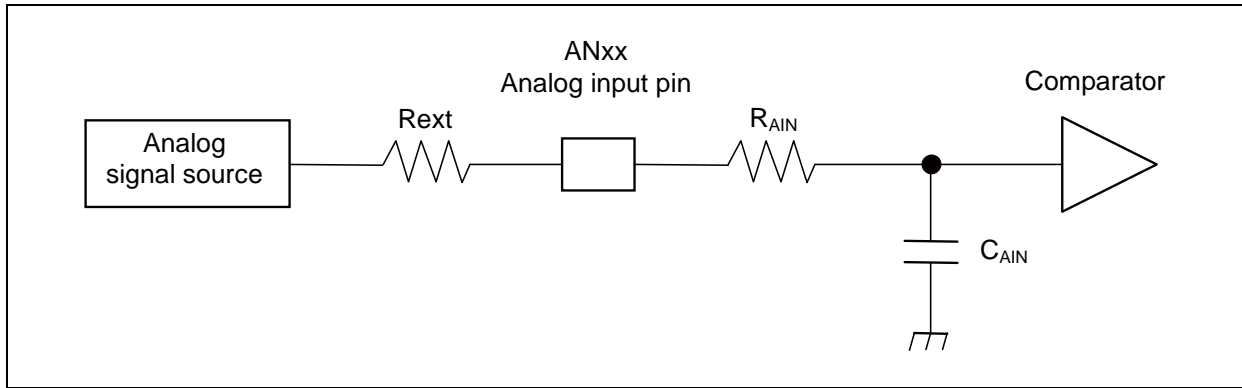 ANxx
Analog input pin
Comparator
Rext
RAIN
Analog
signal source
CAIN